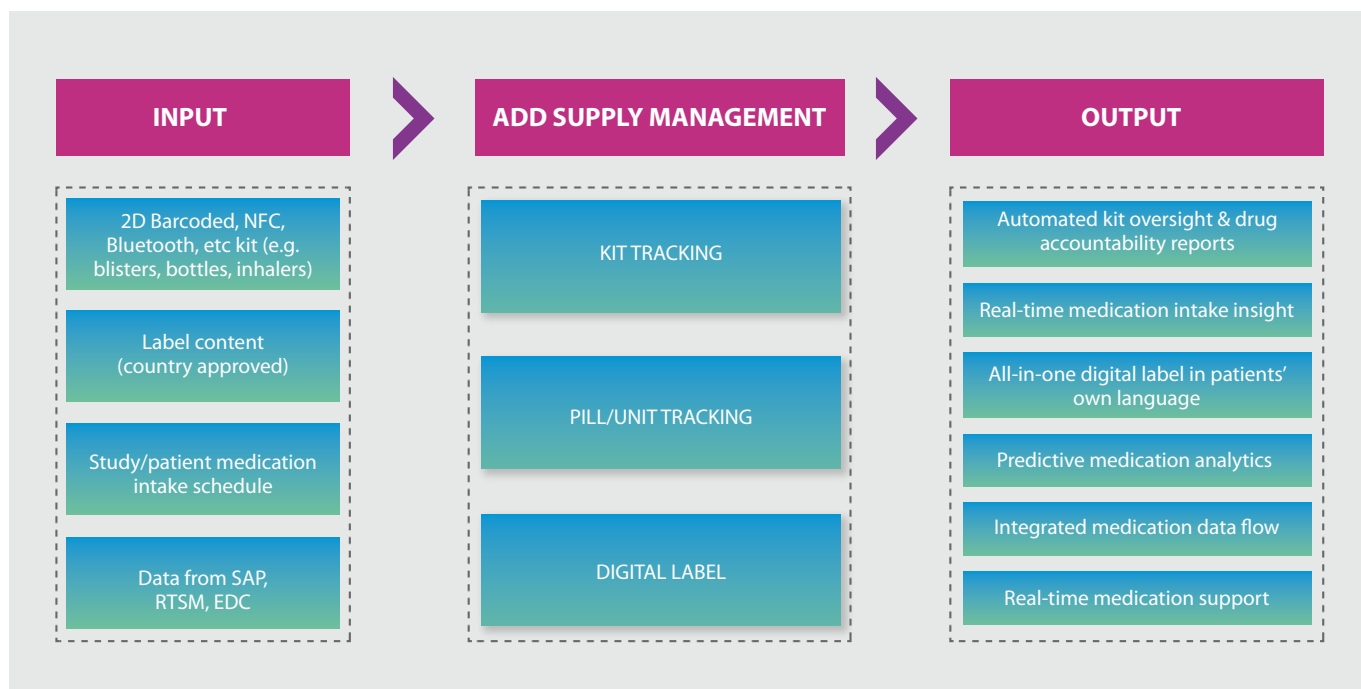 INPUT
ADD SUPPLY MANAGEMENT
OUTPUT
2D Barcoded, NFC,
Bluetooth, etc kit (e.g.
blisters, bottles, inhalers)
Label content
(country approved)
Study/patient medication
intake schedule
Data from SAP,
RTSM, EDC
KIT TRACKING
PILL/UNIT TRACKING
DIGITAL LABEL
Automated kit oversight & drug
accountability reports
Real-time medication intake insight
All-in-one digital label in patients’
own language
Predictive medication analytics
Integrated medication data flow
Real-time medication support